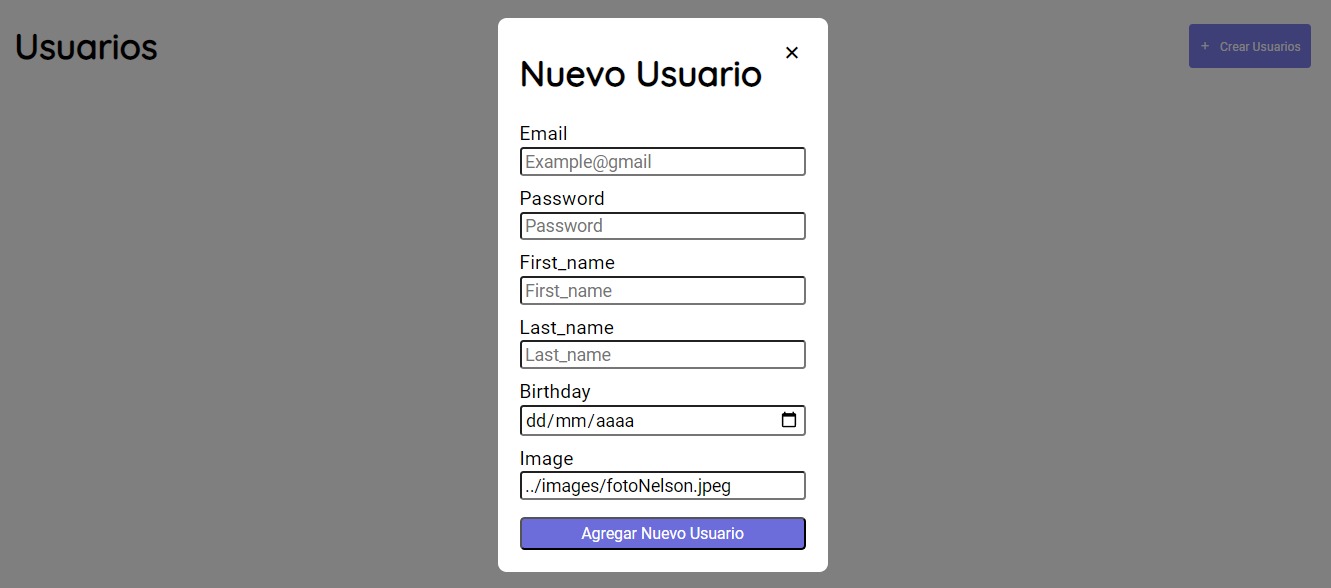 Usuarios
+ Crear Usuarios
×
Nuevo Usuario
Email
Example@gmail
Password
Password
First_name
First_name
Last_name
Last_name
Birthday
dd/mm/aaaa
Image
../images/fotoNelson.jpeg
Agregar Nuevo Usuario